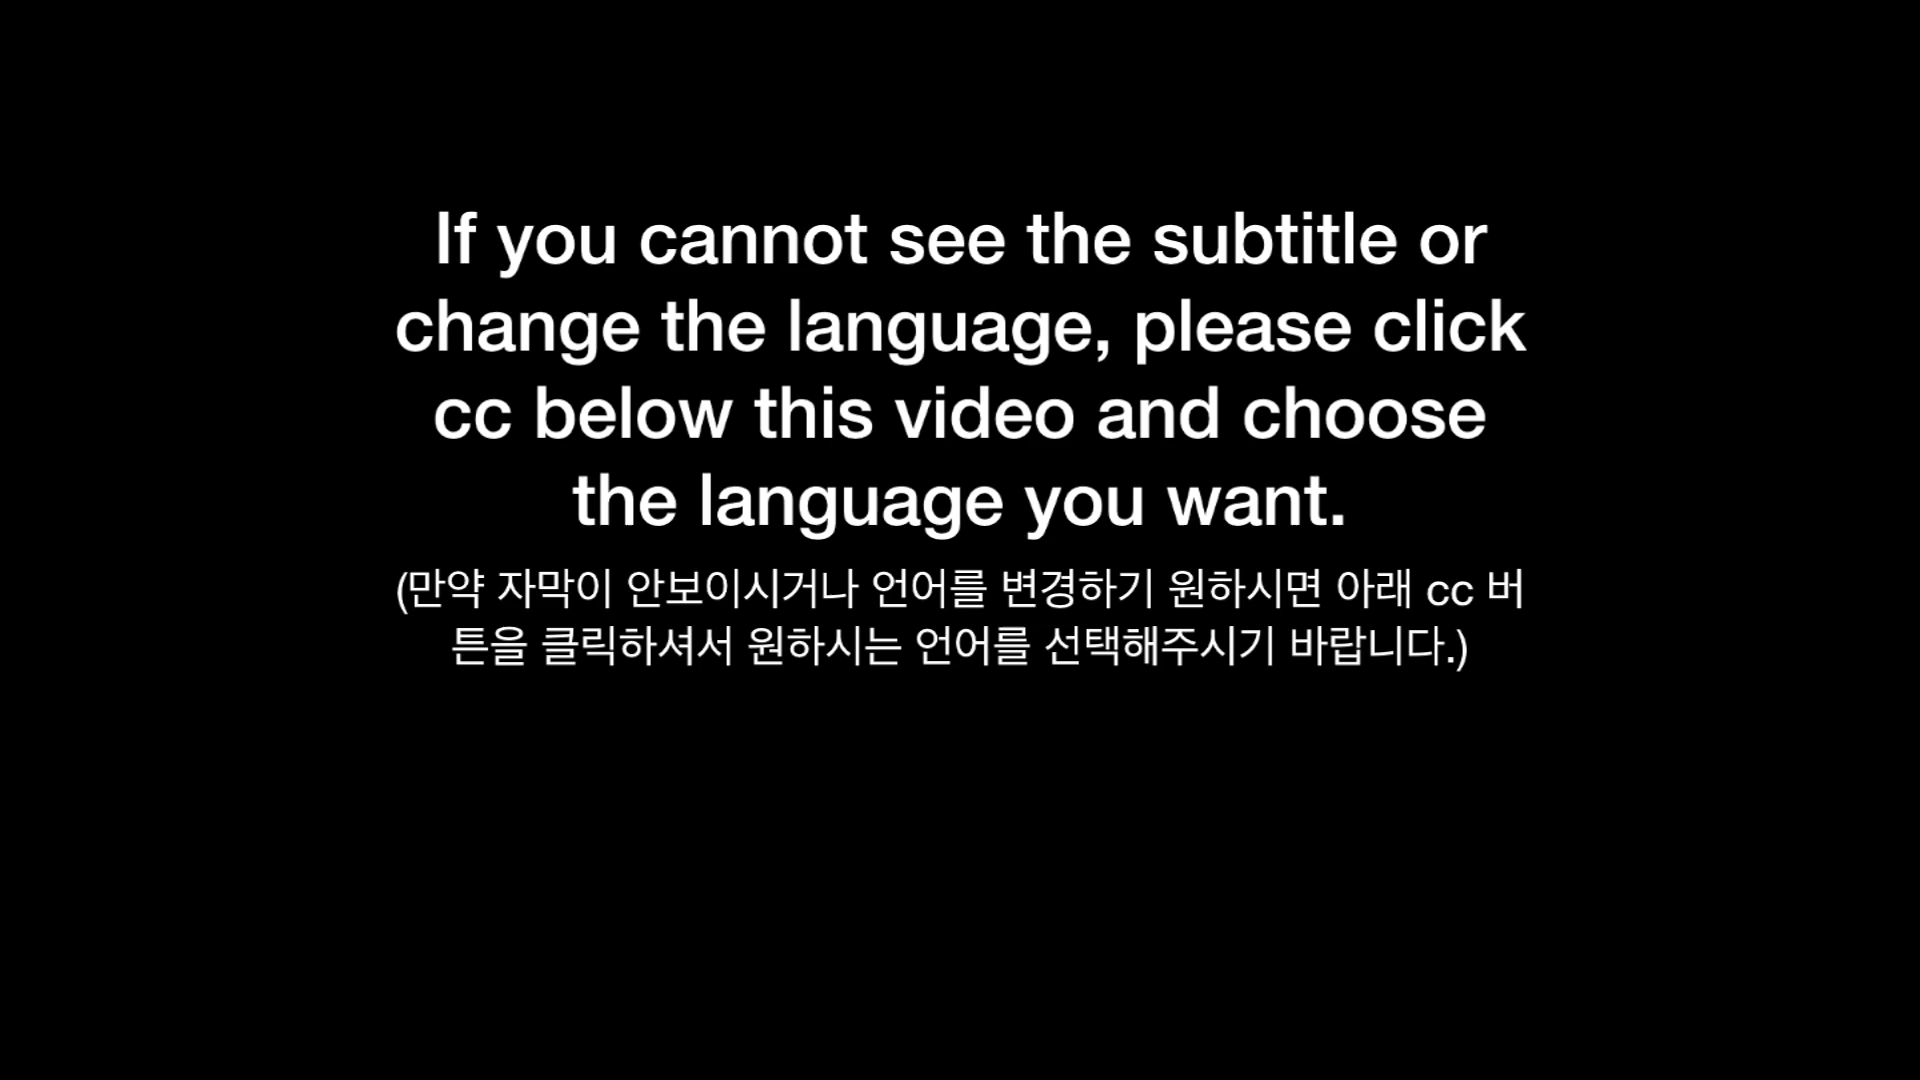 If you cannot see the subtitle or
change the language, please click
cc below this video and choose
the language you want.
(만약 자막이 안보이시거나 언어를 변경하기 원하시면 아래 cc 버
튼을 클릭하셔서 원하시는 언어를 선택해주시기 바랍니다.)